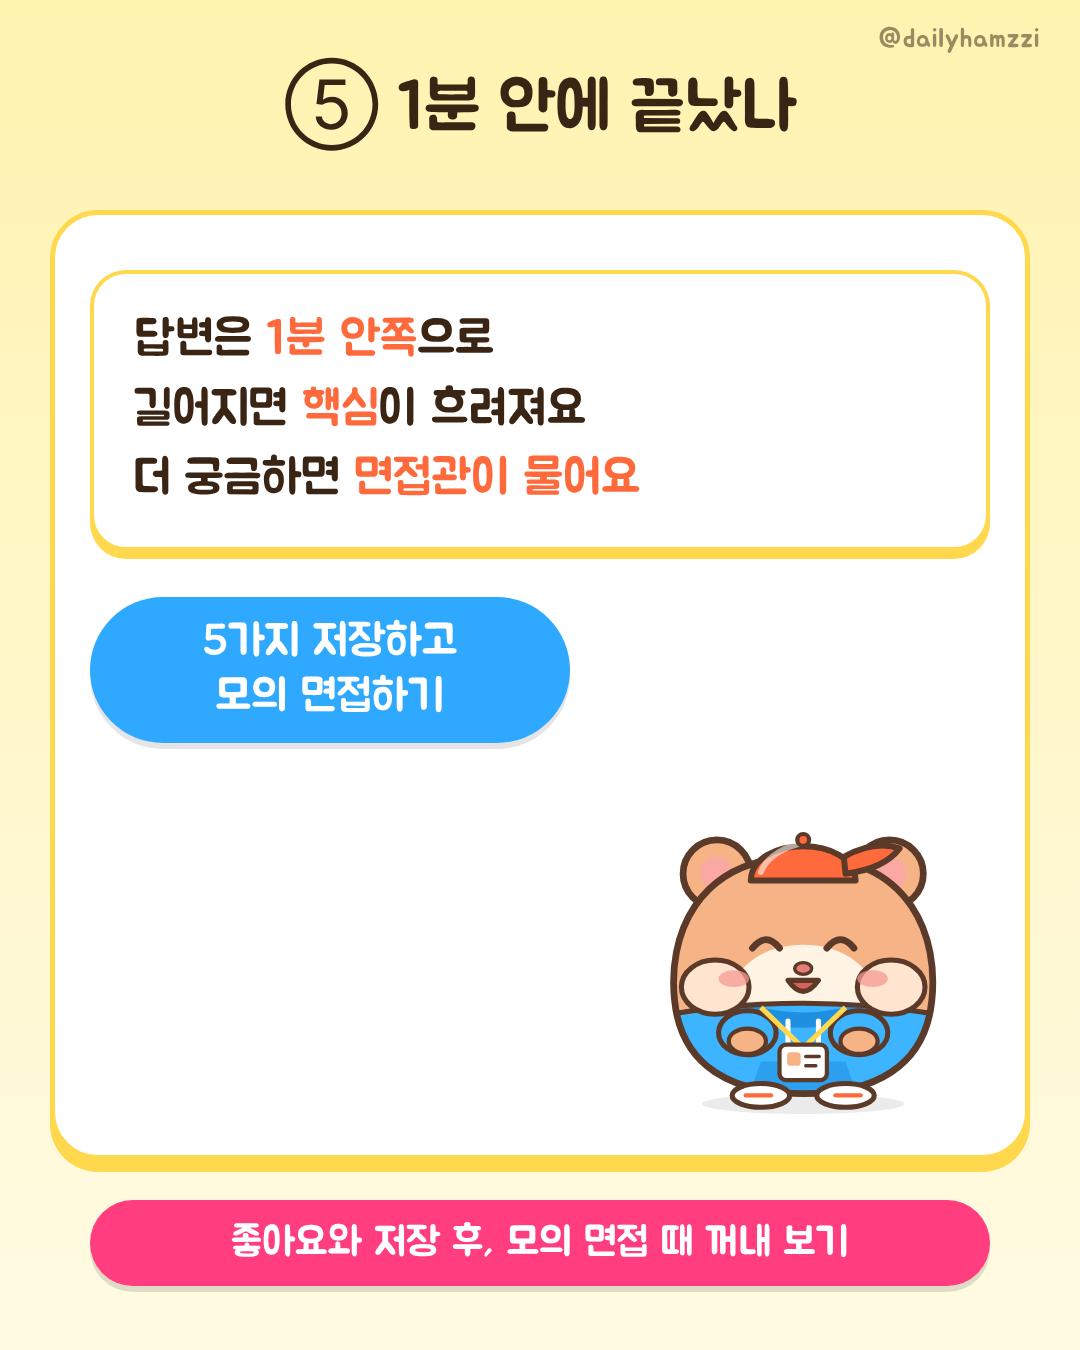 @dailyhamzzi
⑤ 1분 안에 끝났나
답변은 1분 안쪽으로
길어지면 핵심이 흐려져요
더 궁금하면 면접관이 물어요
5가지 저장하고
모의 면접하기
좋아요와 저장 후, 모의 면접 때 꺼내 보기